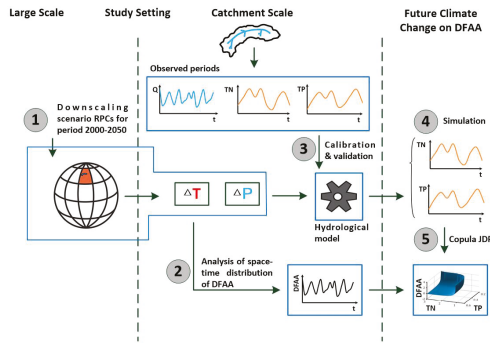 Large Scale
Study Setting
Catchment Scale
Future Climate
Change on DFAA
Observed periods
Q
t
TN
t
TP
t
1
Downscaling
scenario RPCs for
period 2000-2050
3
Calibration
& validation
4
Simulation
TN
t
TP
t
ΔT
ΔP
Hydrological
model
2
Analysis of space-
time distribution
of DFAA
DFAA
t
5
Copula JDF
DFAA
TN
TP